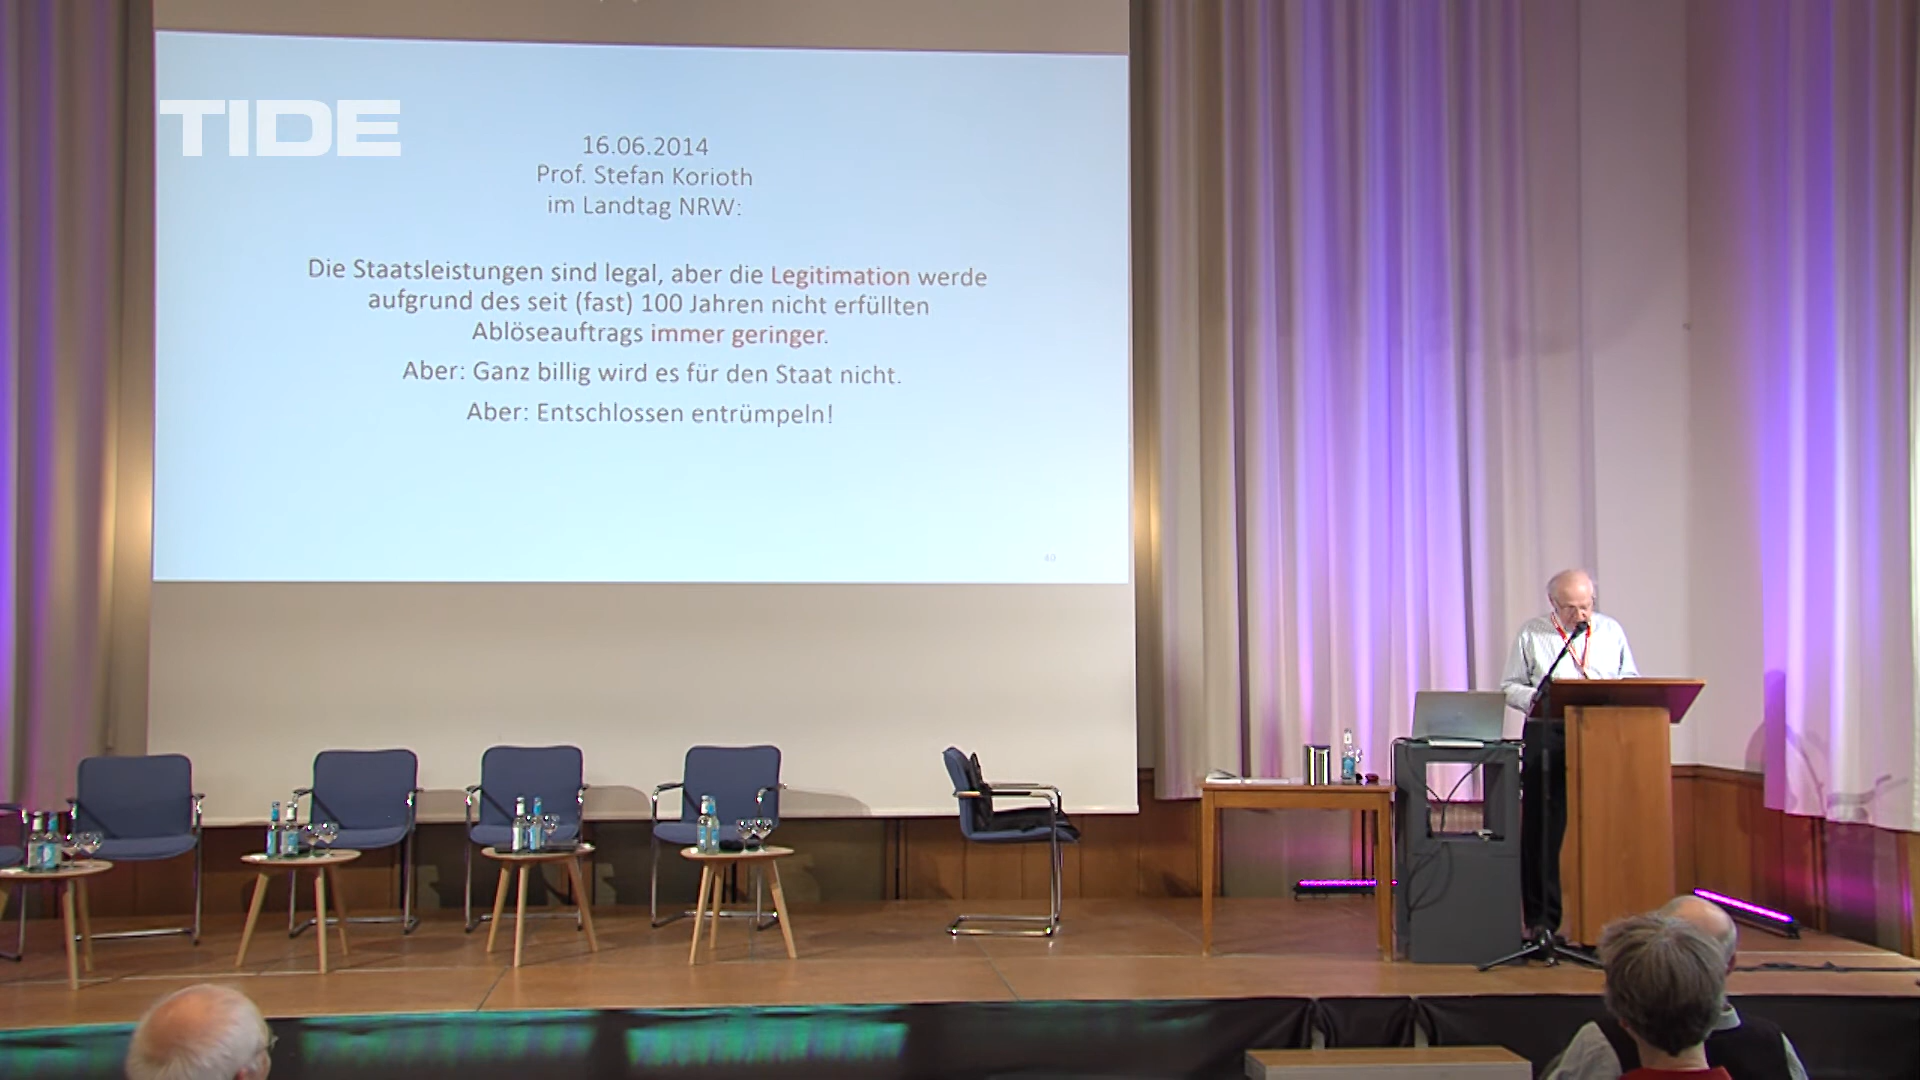 TIDE
16.06.2014
Prof. Stefan Korioth
im Landtag NRW:
Die Staatsleistungen sind legal, aber die Legitimation werde
aufgrund des seit (fast) 100 Jahren nicht erfüllten
Ablöseauftrags immer geringer.
Aber: Ganz billig wird es für den Staat nicht.
Aber: Entschlossen entrümpeln!
40